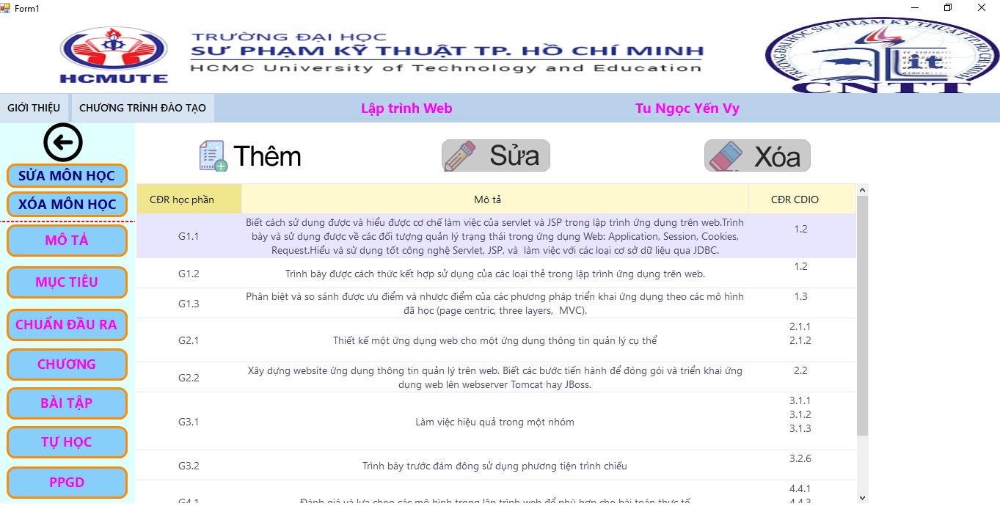 Form1
TRƯỜNG ĐẠI HỌC
SƯ PHẠM KỸ THUẬT TP. HỒ CHÍ MINH
HCMC University of Technology and Education
HCMUTE
ĐẠI HỌC SƯ PHẠM KỸ THUẬT TP HỒ CHÍ MINH
it
CNTT
GIỚI THIỆU
CHƯƠNG TRÌNH ĐÀO TẠO
Lập trình Web
Tu Ngọc Yến Vy
Thêm
Sửa
Xóa
SỬA MÔN HỌC
XÓA MÔN HỌC
MÔ TẢ
MỤC TIÊU
CHUẨN ĐẦU RA
CHƯƠNG
BÀI TẬP
TỰ HỌC
PPGD
CĐR học phần
Mô tả
CĐR CDIO
G1.1
Biết cách sử dụng được và hiểu được cơ chế làm việc của servlet và JSP trong lập trình ứng dụng trên web.Trình
bày và sử dụng được về các đối tượng quản lý trạng thái trong ứng dụng Web: Application, Session, Cookies,
Request.Hiểu và sử dụng tốt công nghệ Servlet, JSP, và  làm việc với các loại cơ sở dữ liệu qua JDBC.
1.2
G1.2
Trình bày được cách thức kết hợp sử dụng của các loại thẻ trong lập trình ứng dụng trên web.
1.2
G1.3
Phân biệt và so sánh được ưu điểm và nhược điểm của các phương pháp triển khai ứng dụng theo các mô hình
đã học (page centric, three layers,  MVC).
1.3
G2.1
Thiết kế một ứng dụng web cho một ứng dụng thông tin quản lý cụ thể
2.1.1
2.1.2
G2.2
Xây dựng website ứng dụng thông tin quản lý trên web. Biết các bước tiến hành để đóng gói và triển khai ứng
dụng web lên webserver Tomcat hay JBoss.
2.2
G3.1
Làm việc hiệu quả trong một nhóm
3.1.1
3.1.2
3.1.3
G3.2
Trình bày trước đám đông sử dụng phương tiện trình chiếu
3.2.6
G4.1
Đánh giá và lựa chọn các mô hình trong lập trình web để phù hợp cho bài toán thực tế
4.4.1
4.4.3